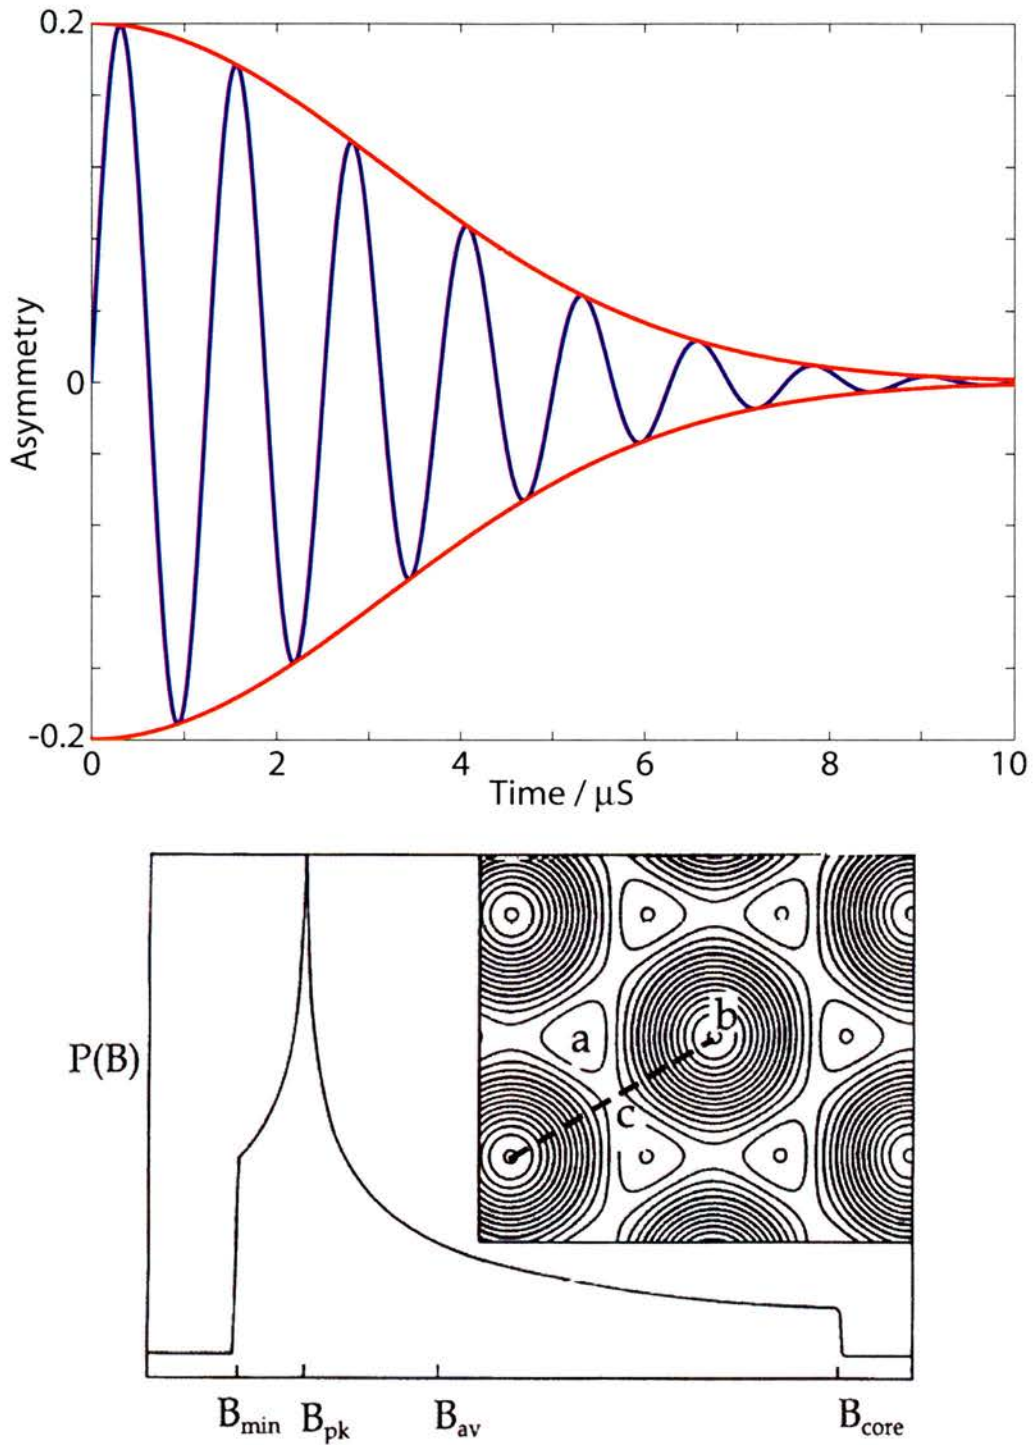 0.2
Asymmetry
0
-0.2
0 2 4 6 8 10
Time / μS
P(B)
a
b
c
B_min B_pk B_av B_core